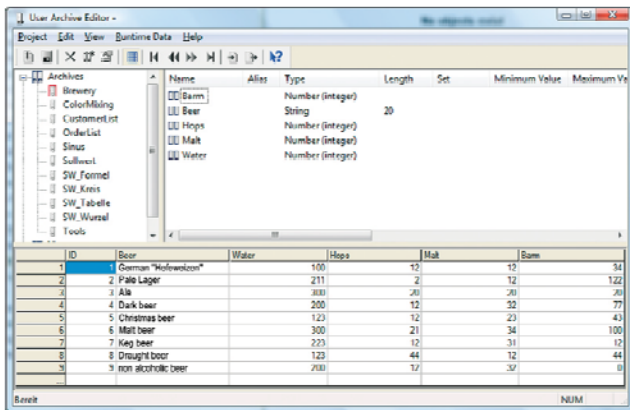 User Archive Editor -
Project Edit View Runtime Data Help
Archives
Brewery
ColorMixing
CustomerList
OrderList
Sinus
Sollwert
SW_Formel
SW_Kreis
SW_Tabelle
SW_Wurzel
Tools
Name Alias Type Length Set Minimum Value Maximum Va
Barm Number (integer)
Beer String 20
Hops Number (integer)
Malt Number (integer)
Water Number (integer)
ID Beer Water Hops Malt Barm
1 1 German "Hefeweizen" 100 12 12 34
2 2 Pale Lager 211 2 12 122
3 3 Ale 300 20 20 20
4 4 Dark beer 200 12 32 77
5 5 Christmas beer 123 12 23 43
6 6 Malt beer 300 21 34 100
7 7 Keg beer 223 12 31 12
8 8 Draught beer 123 44 12 44
9 9 non alcoholic beer 200 12 32 0
...
Bereit NUM